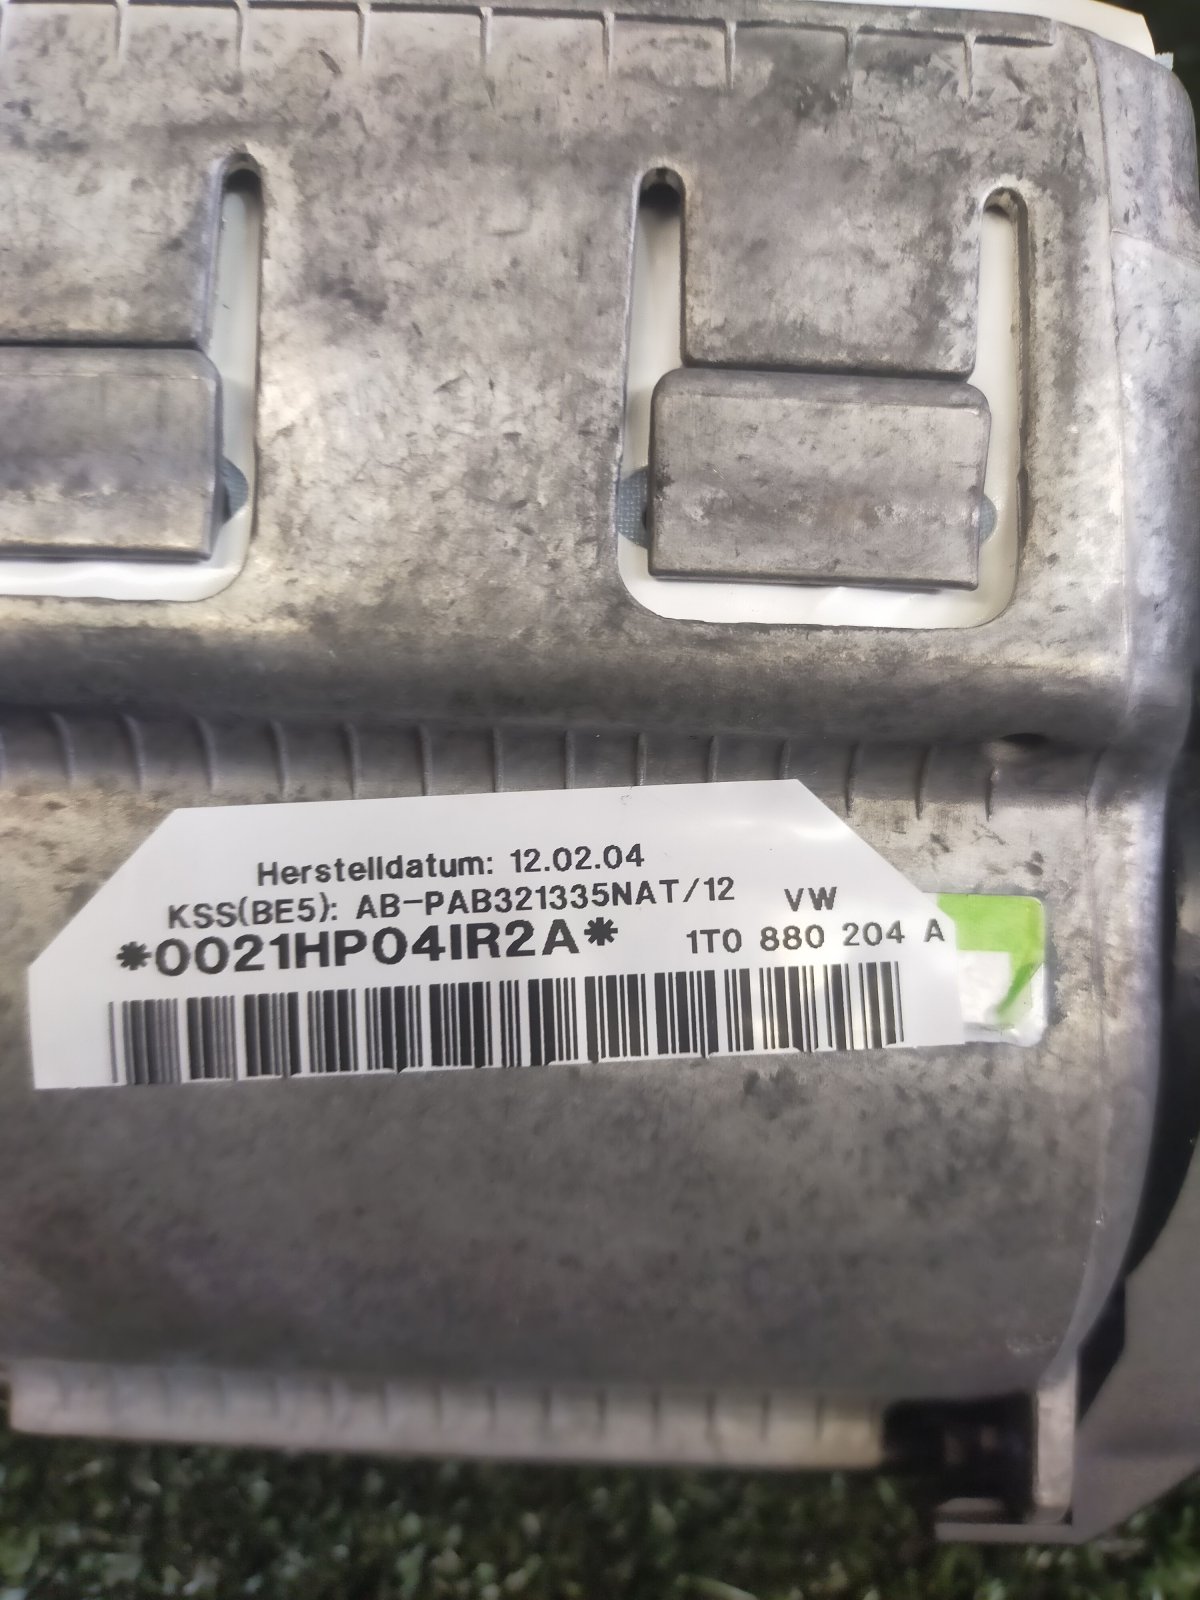 Herstelldatum: 12.02.04
KSS(BE5): AB-PAB321335NAT/12 VW
*0021HP04IR2A* 1T0 880 204 A